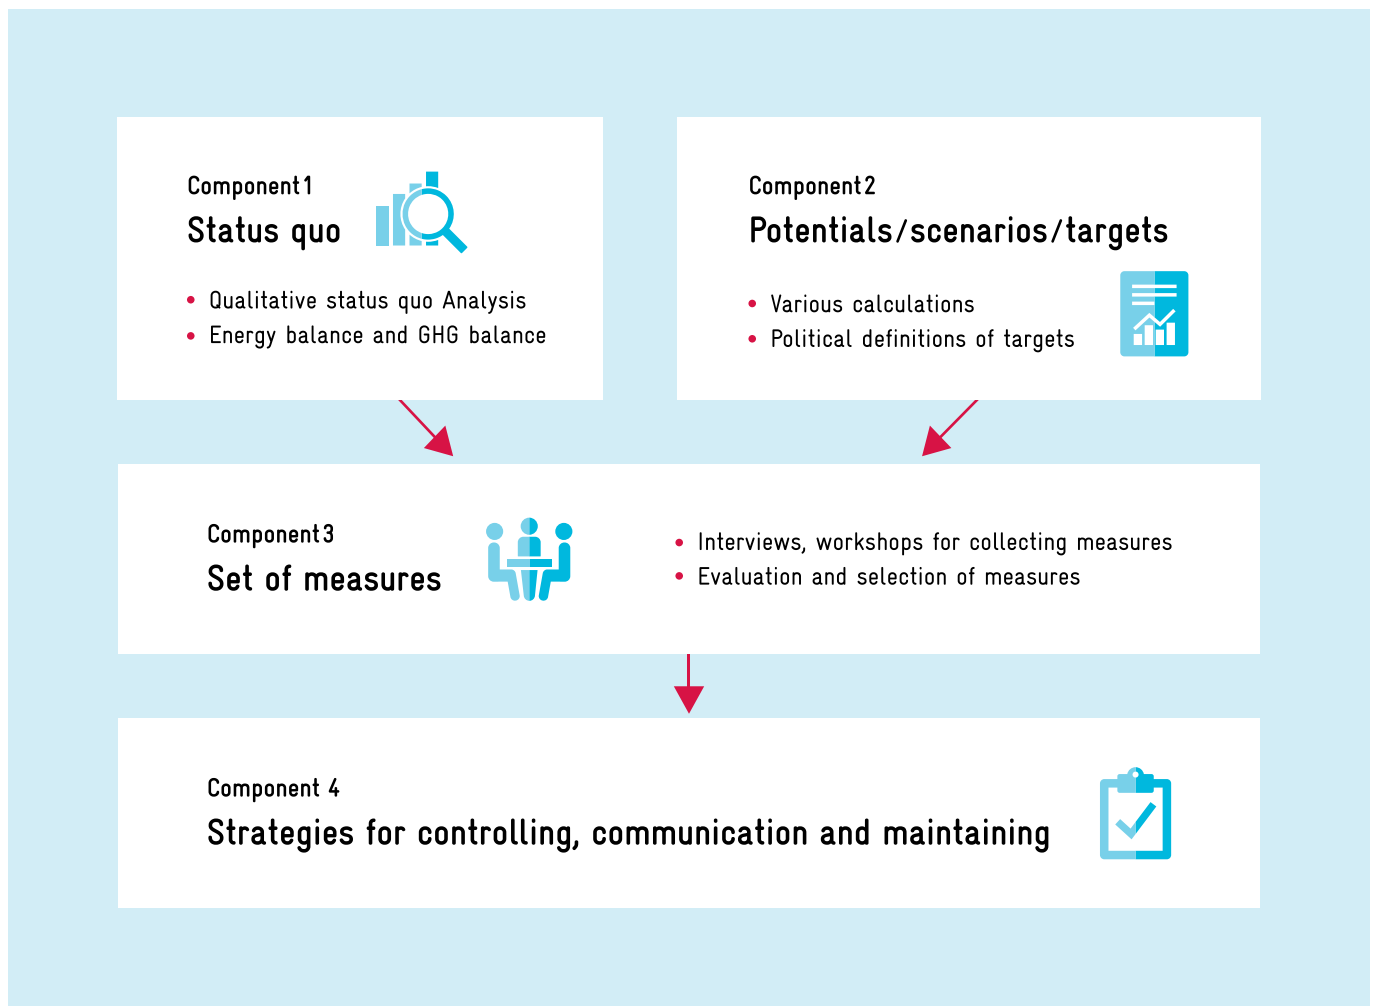 Component 1
Status quo
• Qualitative status quo Analysis
• Energy balance and GHG balance
Component 2
Potentials/scenarios/targets
• Various calculations
• Political definitions of targets
Component 3
Set of measures
• Interviews, workshops for collecting measures
• Evaluation and selection of measures
Component 4
Strategies for controlling, communication and maintaining